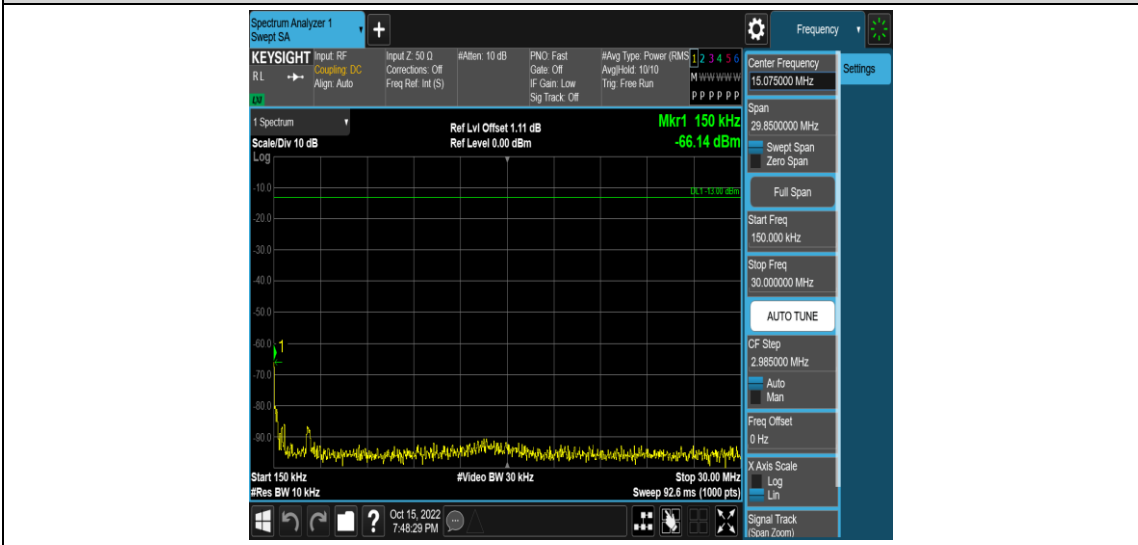 Spectrum Analyzer 1
Swept SA
+
Frequency
KEYSIGHT
RL
LXI
Input: RF
Coupling: DC
Align: Auto
Input Z: 50 Ω
Corrections: Off
Freq Ref: Int (S)
#Atten: 10 dB
PNO: Fast
Gate: Off
IF Gain: Low
Sig Track: Off
#Avg Type: Power (RMS
Avg|Hold: 10/10
Trig: Free Run
1 2 3 4 5 6
M W W W W W
P P P P P P
Center Frequency
15.075000 MHz
Settings
Span
29.8500000 MHz
Swept Span
Zero Span
Full Span
Start Freq
150.000 kHz
Stop Freq
30.000000 MHz
AUTO TUNE
CF Step
2.985000 MHz
Auto
Man
Freq Offset
0 Hz
X Axis Scale
Log
Lin
Signal Track
(Span Zoom)
1 Spectrum
Scale/Div 10 dB
Log
Ref Lvl Offset 1.11 dB
Ref Level 0.00 dBm
Mkr1 150 kHz
-66.14 dBm
DL1 -13.00 dBm
-10.0
-20.0
-30.0
-40.0
-50.0
-60.0
1
-70.0
-80.0
-90.0
Start 150 kHz
#Video BW 30 kHz
Stop 30.00 MHz
#Res BW 10 kHz
Sweep 92.6 ms (1000 pts)
?
Oct 15, 2022
7:48:29 PM